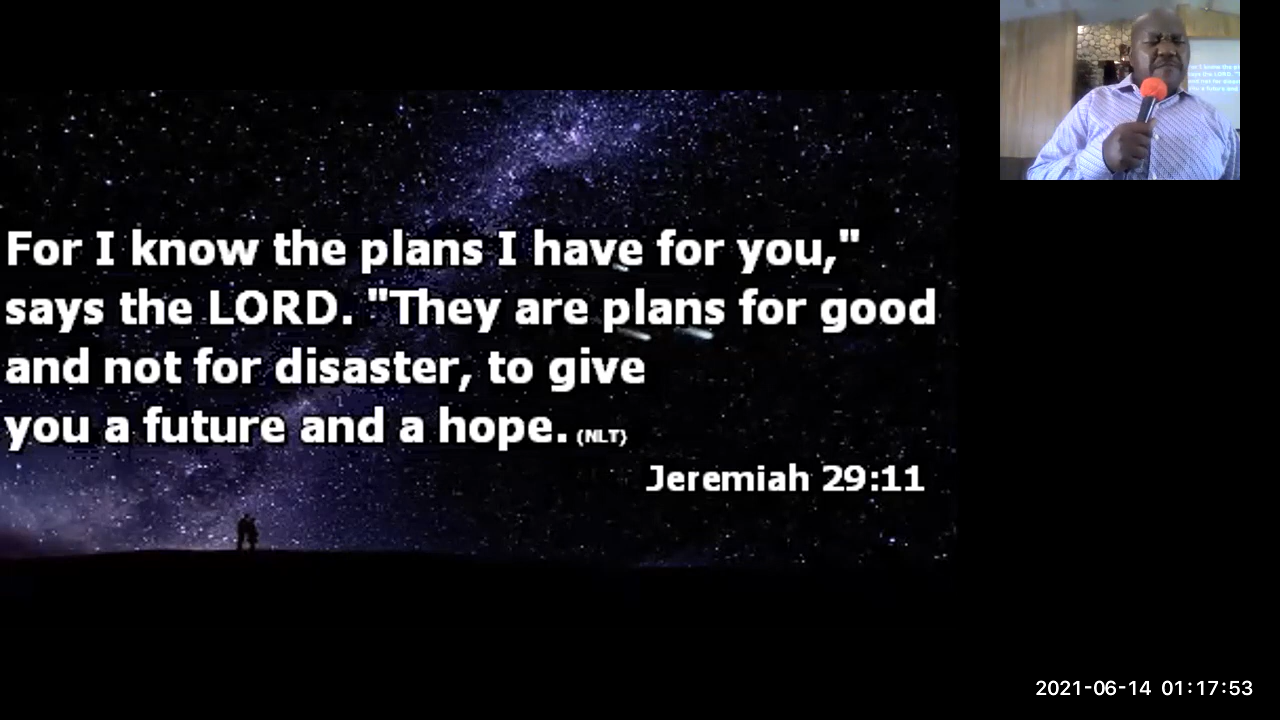 For I know the plans I have for you,"
says the LORD. "They are plans for good
and not for disaster, to give
you a future and a hope. (NLT)
Jeremiah 29:11
2021-06-14 01:17:53